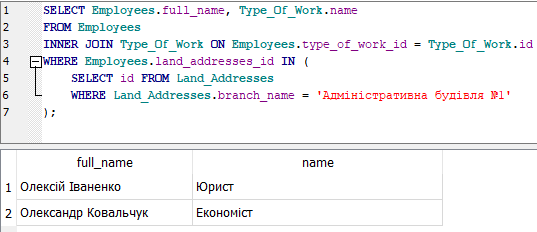 1 SELECT Employees.full_name, Type_Of_Work.name
2 FROM Employees
3 INNER JOIN Type_Of_Work ON Employees.type_of_work_id = Type_Of_Work.id
4 WHERE Employees.land_addresses_id IN (
5 SELECT id FROM Land_Addresses
6 WHERE Land_Addresses.branch_name = 'Адміністративна будівля №1'
7 );
full_name name
1 Олексій Іваненко Юрист
2 Олександр Ковальчук Економіст